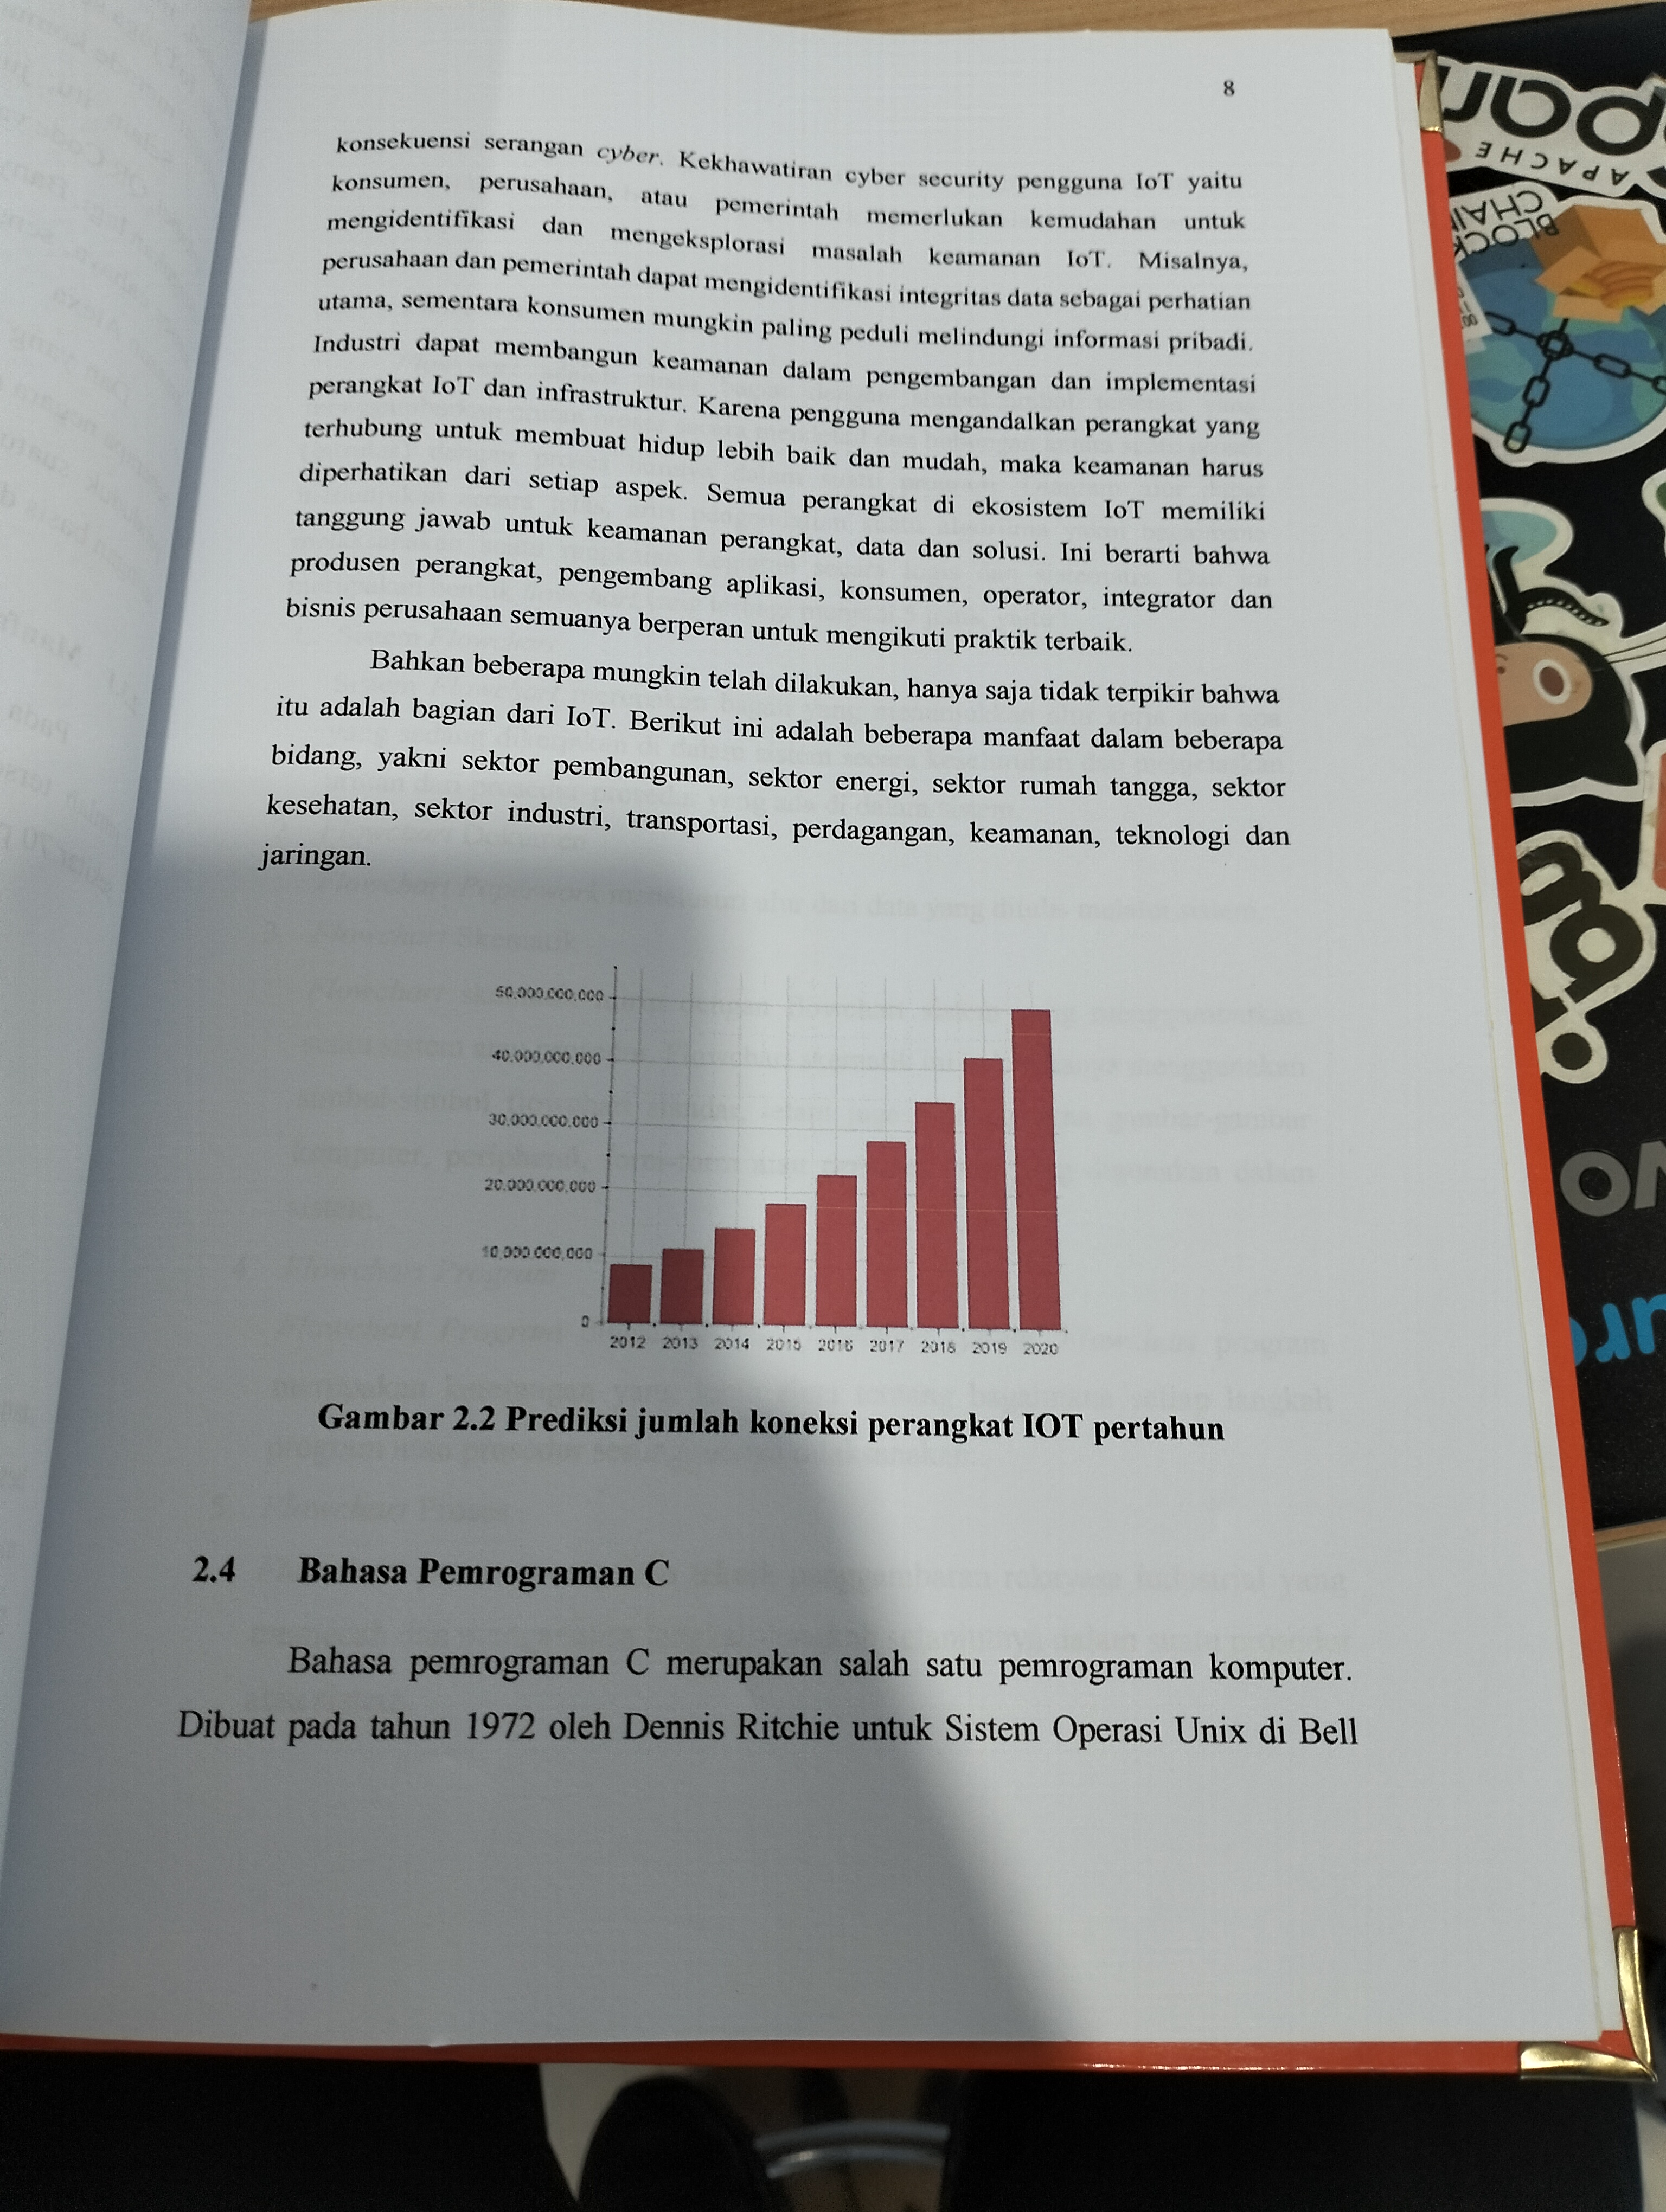 8
konsekuensi serangan cyber. Kekhawatiran cyber security pengguna IoT yaitu
konsumen, perusahaan, atau pemerintah memerlukan kemudahan untuk
mengidentifikasi dan mengeksplorasi masalah keamanan IoT. Misalnya,
perusahaan dan pemerintah dapat mengidentifikasi integritas data sebagai perhatian
utama, sementara konsumen mungkin paling peduli melindungi informasi pribadi.
Industri dapat membangun keamanan dalam pengembangan dan implementasi
perangkat IoT dan infrastruktur. Karena pengguna mengandalkan perangkat yang
terhubung untuk membuat hidup lebih baik dan mudah, maka keamanan harus
diperhatikan dari setiap aspek. Semua perangkat di ekosistem IoT memiliki
tanggung jawab untuk keamanan perangkat, data dan solusi. Ini berarti bahwa
produsen perangkat, pengembang aplikasi, konsumen, operator, integrator dan
bisnis perusahaan semuanya berperan untuk mengikuti praktik terbaik.
Bahkan beberapa mungkin telah dilakukan, hanya saja tidak terpikir bahwa
itu adalah bagian dari IoT. Berikut ini adalah beberapa manfaat dalam beberapa
bidang, yakni sektor pembangunan, sektor energi, sektor rumah tangga, sektor
kesehatan, sektor industri, transportasi, perdagangan, keamanan, teknologi dan
jaringan.
50.000.000.000
40.000.000.000
30.000.000.000
20.000.000.000
10.000.000.000
0
2012 2013 2014 2015 2016 2017 2018 2019 2020
Gambar 2.2 Prediksi jumlah koneksi perangkat IOT pertahun
2.4 Bahasa Pemrograman C
Bahasa pemrograman C merupakan salah satu pemrograman komputer.
Dibuat pada tahun 1972 oleh Dennis Ritchie untuk Sistem Operasi Unix di Bell
APACHE
BLOCK
CHAI